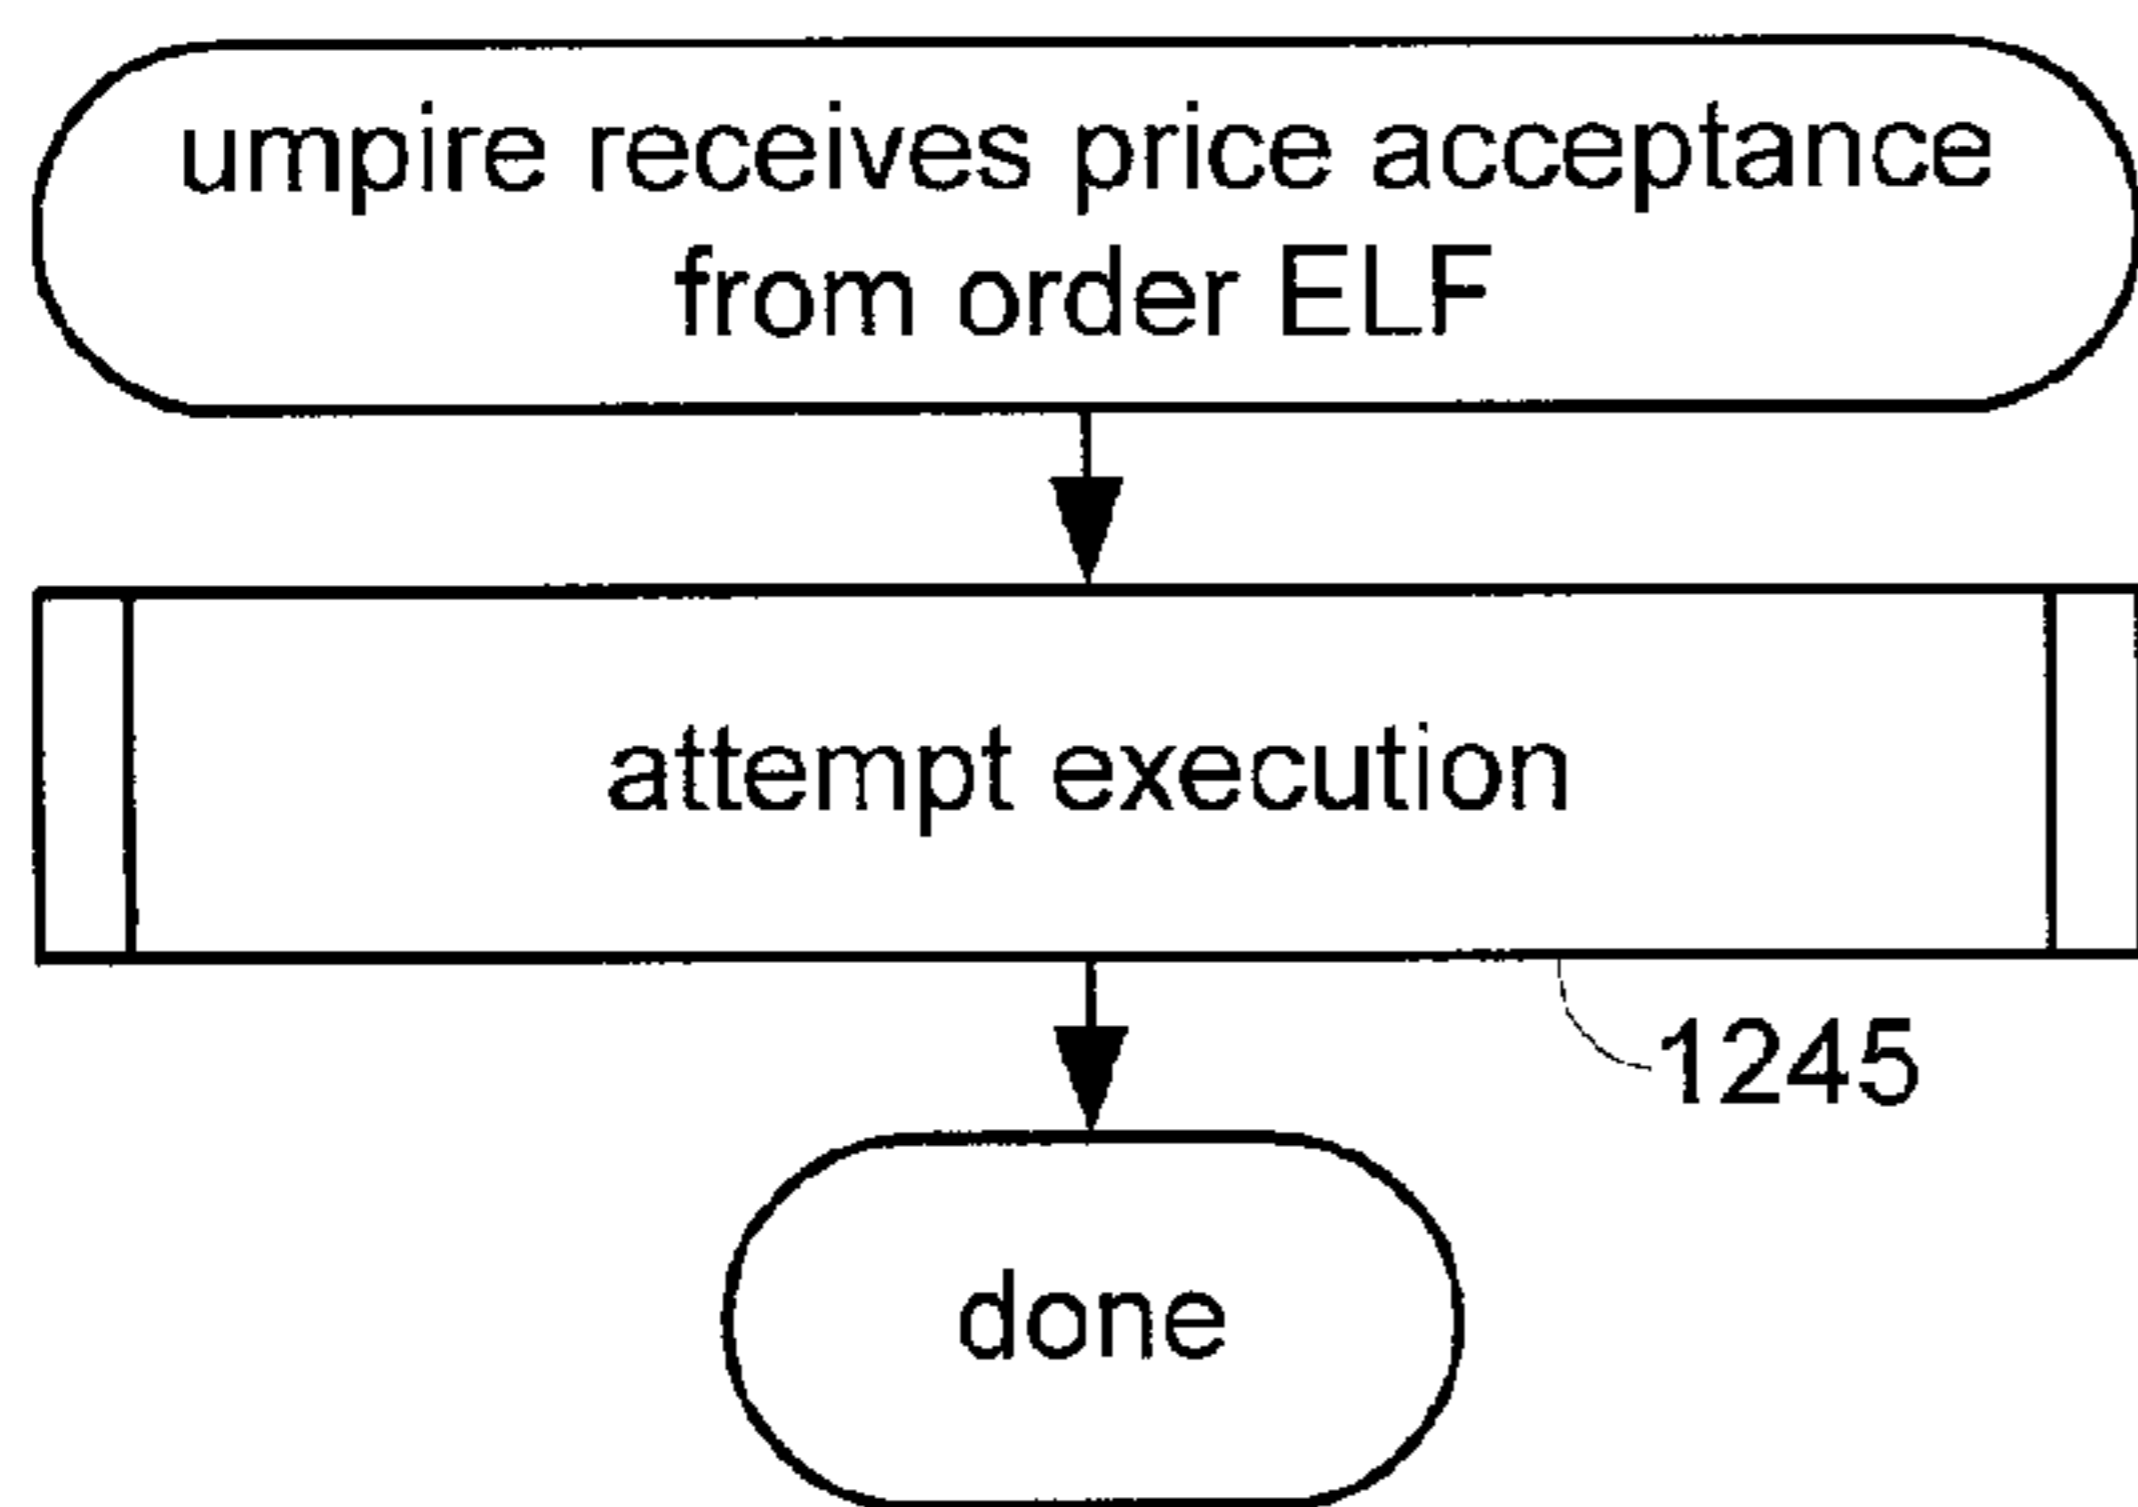 umpire receives price acceptance
from order ELF
attempt execution
1245
done